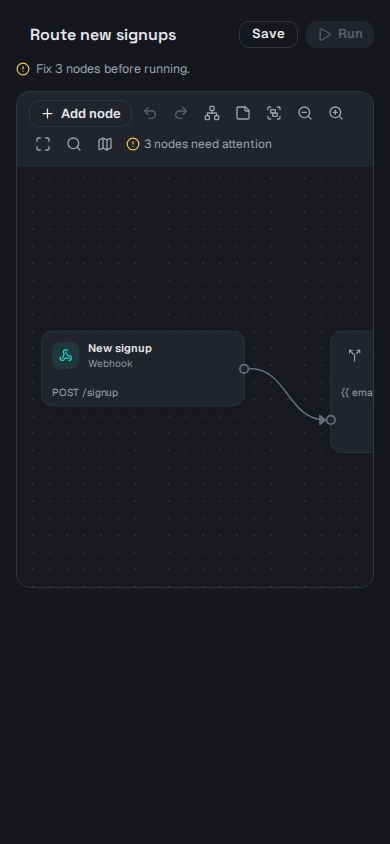 Route new signups
Save
Run
Fix 3 nodes before running.
Add node
3 nodes need attention
New signup
Webhook
POST /signup
{{ ema